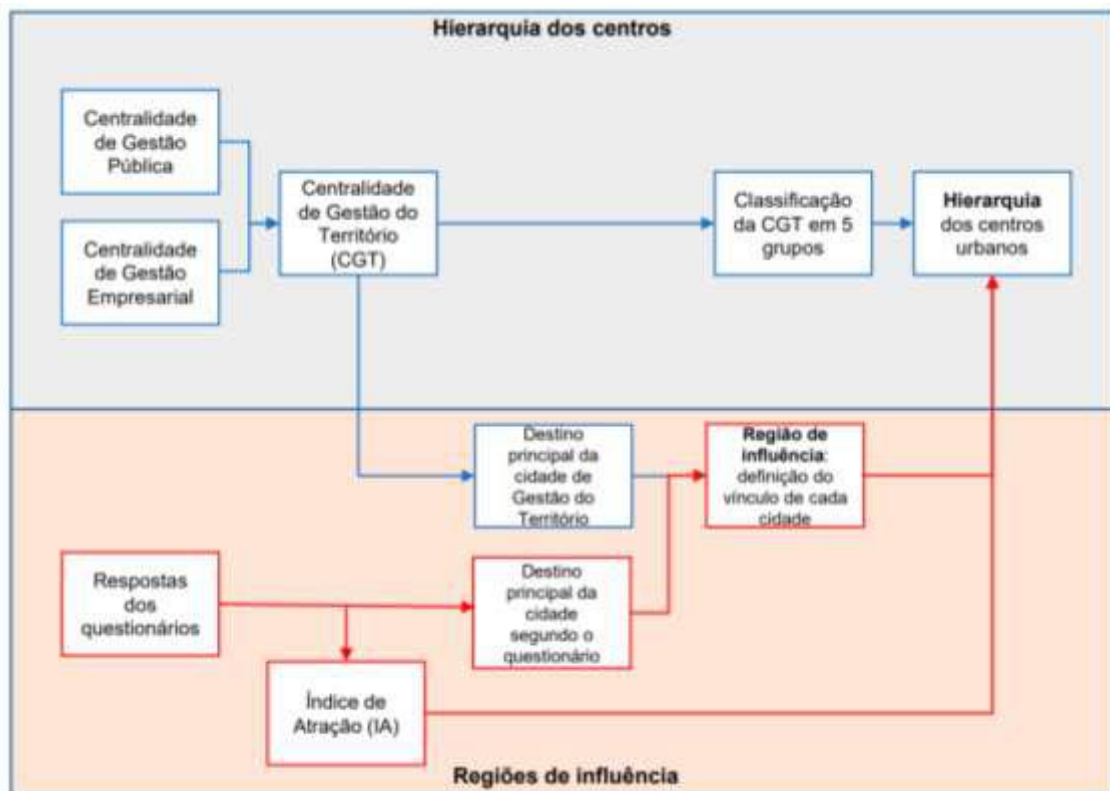 Hierarquia dos centros
Centralidade
de Gestão
Pública
Centralidade
de Gestão
Empresarial
Centralidade
de Gestão do
Território
(CGT)
Classificação
da CGT em 5
grupos
Hierarquia
dos centros
urbanos
Destino
principal da
cidade de
Gestão do
Território
Região de
influência:
definição do
vínculo de cada
cidade
Respostas
dos
questionários
Destino
principal da
cidade
segundo o
questionário
Índice de
Atração (IA)
Regiões de influência